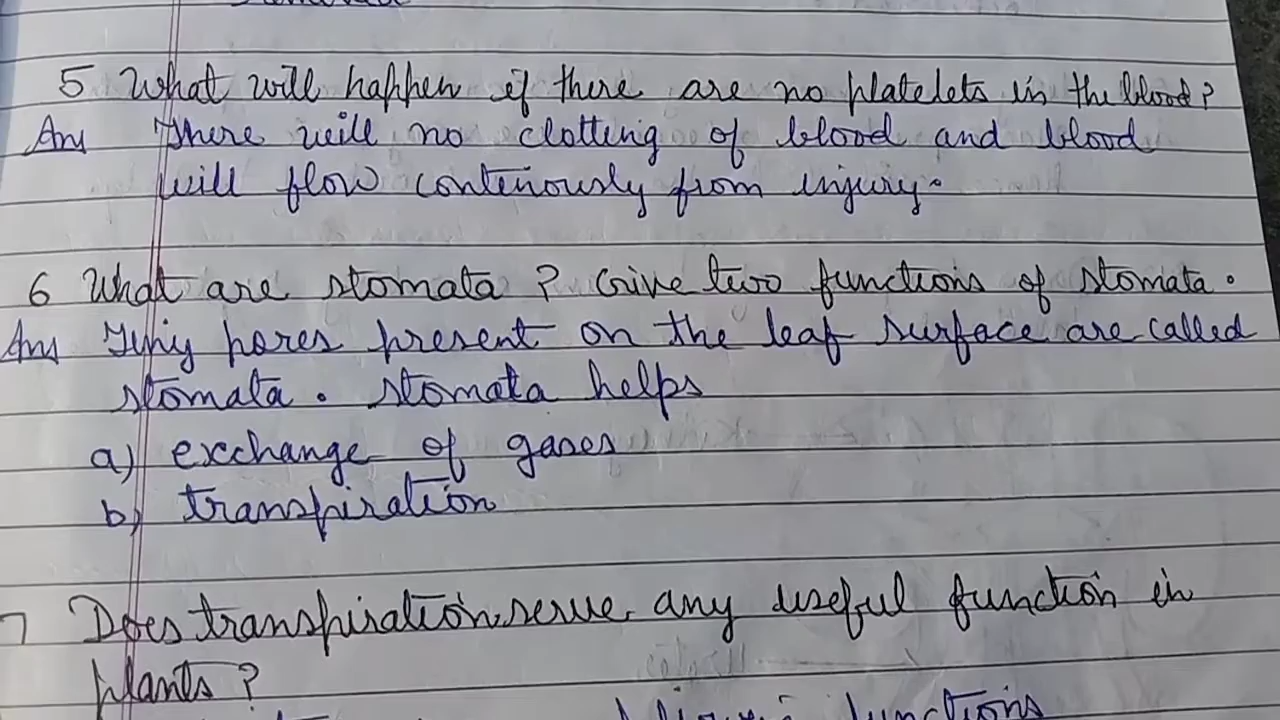 5 What will happen if there are no platelets in the blood?
Ans There will no clotting of blood and blood
will flow contenously from injury.
6 What are stomata? Give two functions of stomata.
Ans Tiny pores present on the leaf surface are called
stomata. stomata helps
a) exchange of gases
b) transpiration
7 Does transpiration serve any useful function in
plants?
functions